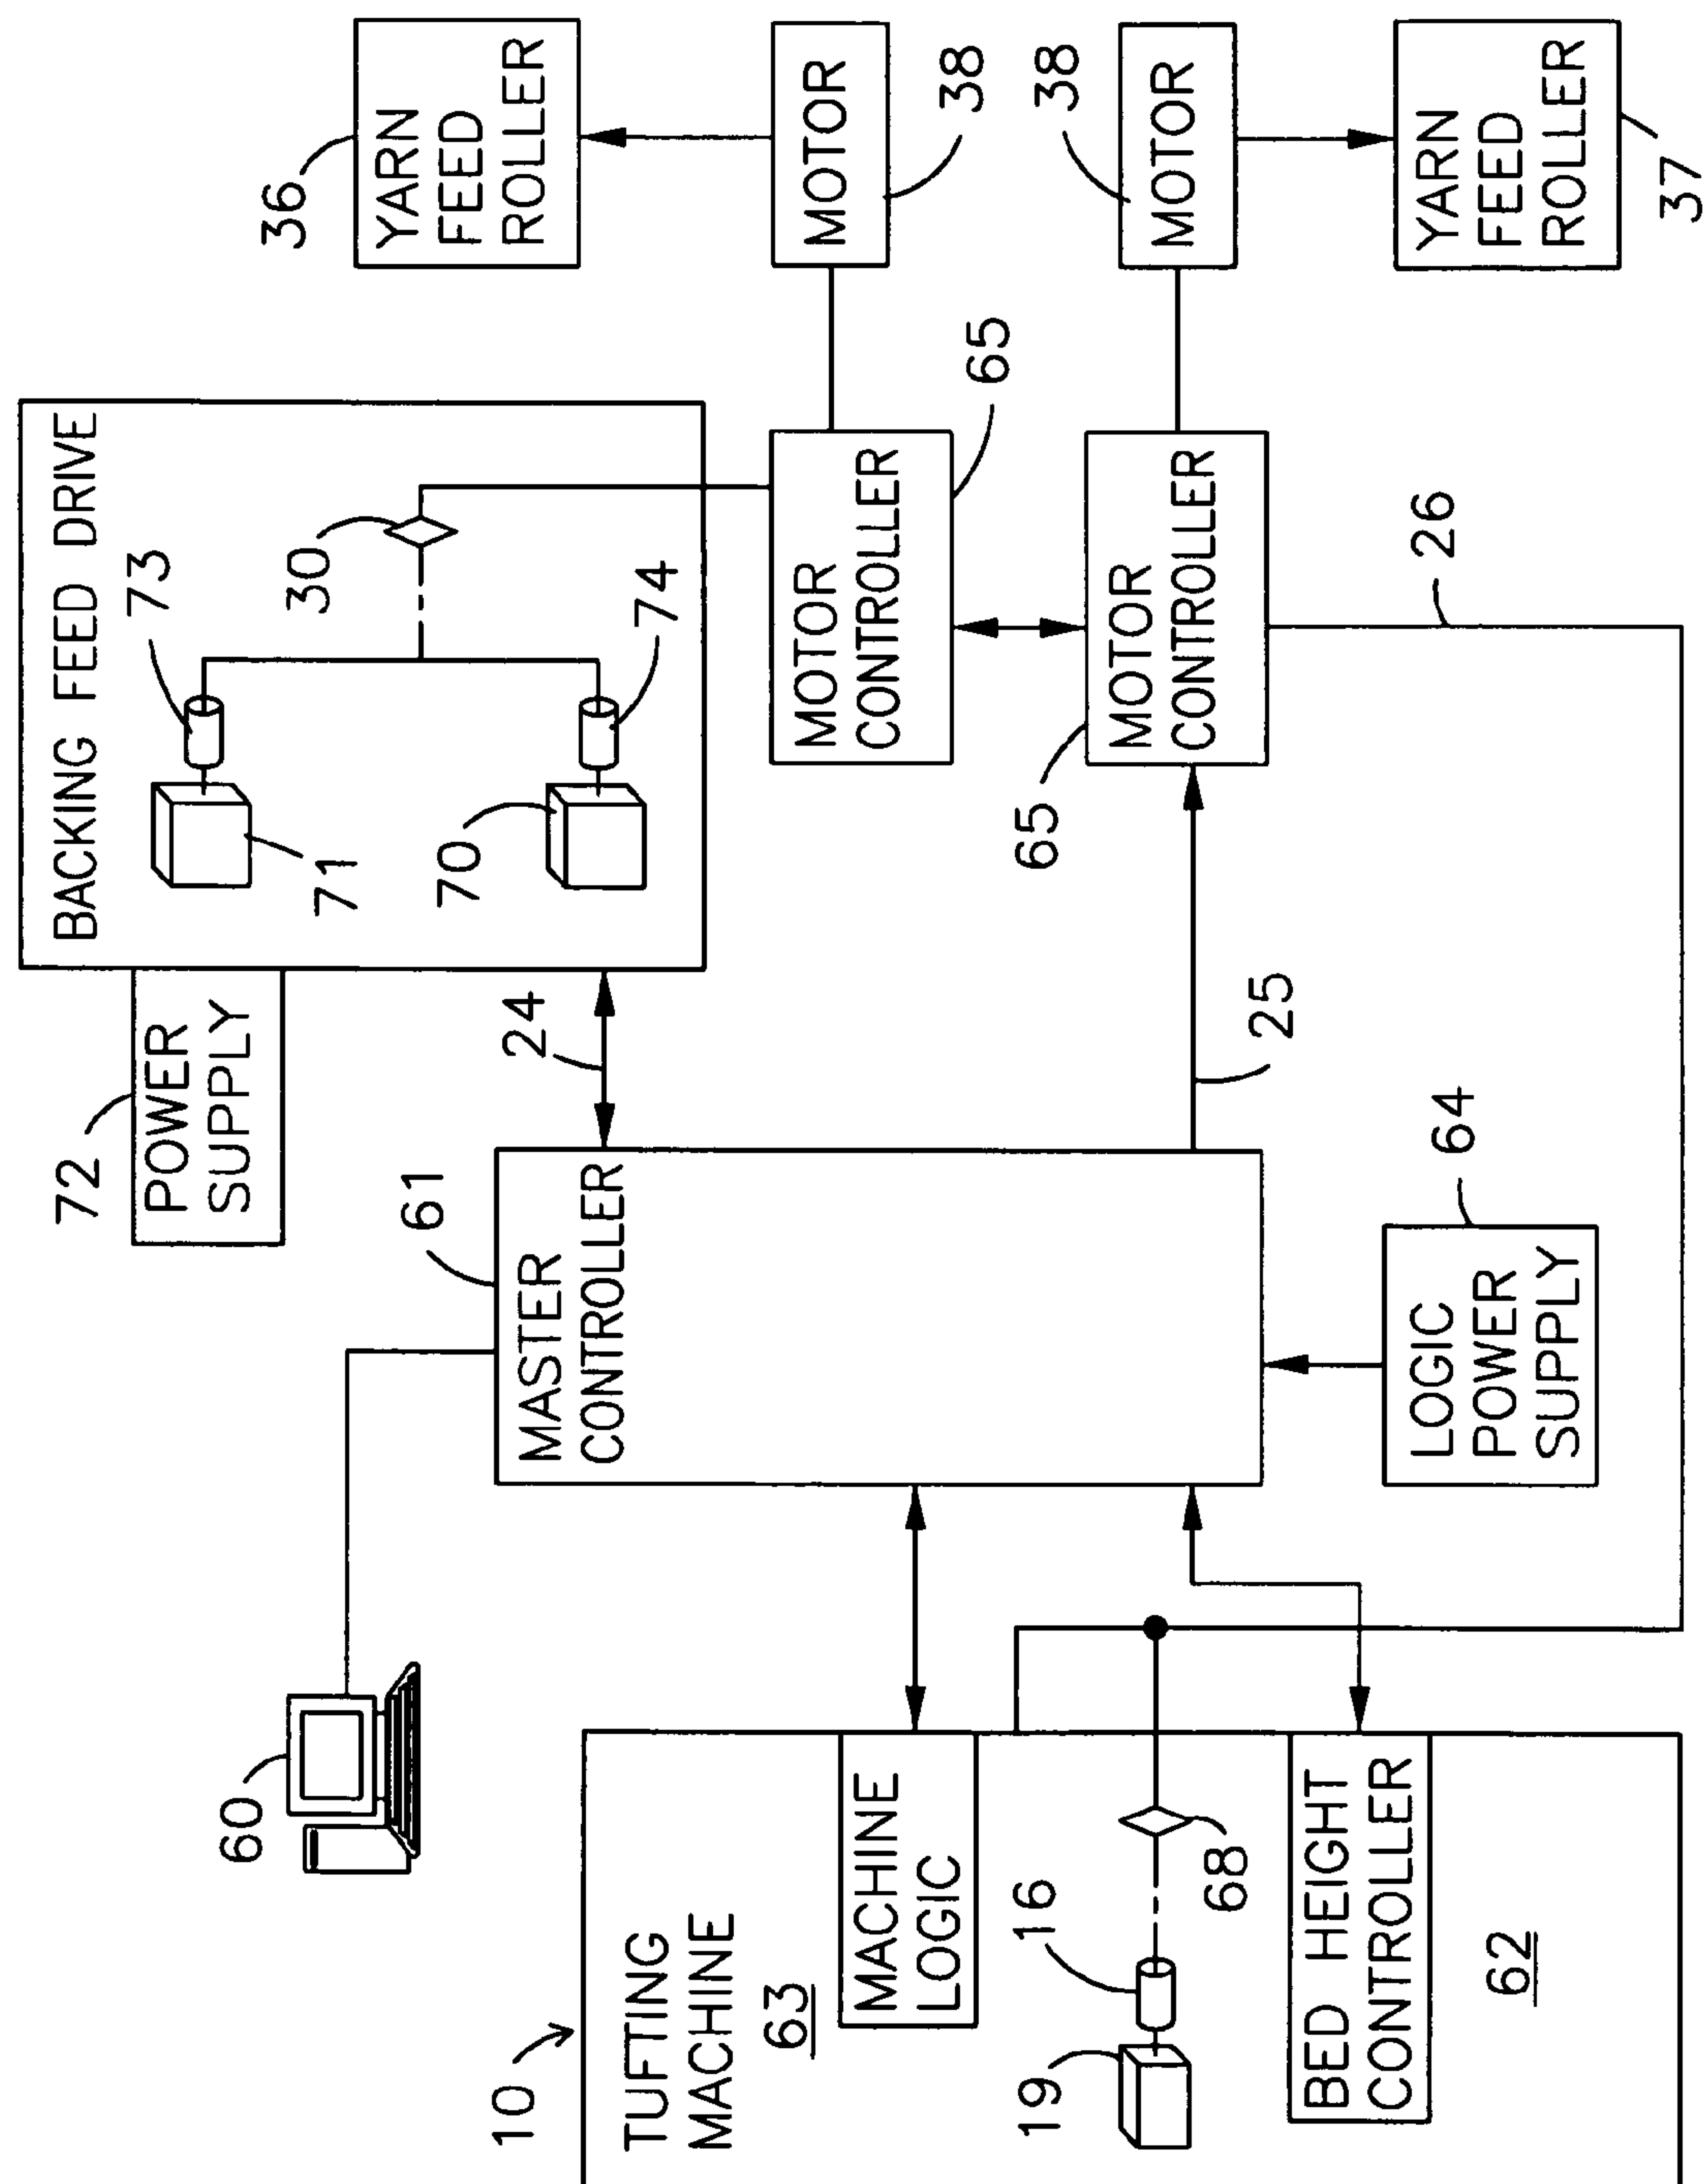 10
TUFTING
MACHINE
63
MACHINE
LOGIC
19
16
68
BED HEIGHT
CONTROLLER
62
60
MASTER
CONTROLLER
61
LOGIC
POWER
SUPPLY
64
72
POWER
SUPPLY
24
25
26
BACKING FEED DRIVE
71
73
70
74
30
MOTOR
CONTROLLER
65
65
MOTOR
CONTROLLER
36
YARN
FEED
ROLLER
MOTOR
38
38
MOTOR
YARN
FEED
ROLLER
37